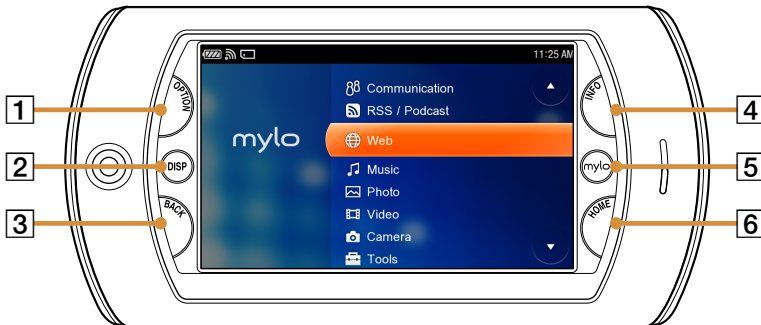 11:25 AM
OPTION
INFO
88 Communication
1
RSS / Podcast
4
mylo
Web
2
DISP
mylo
5
Music
BACK
Photo
HOME
3
Video
6
Camera
Tools